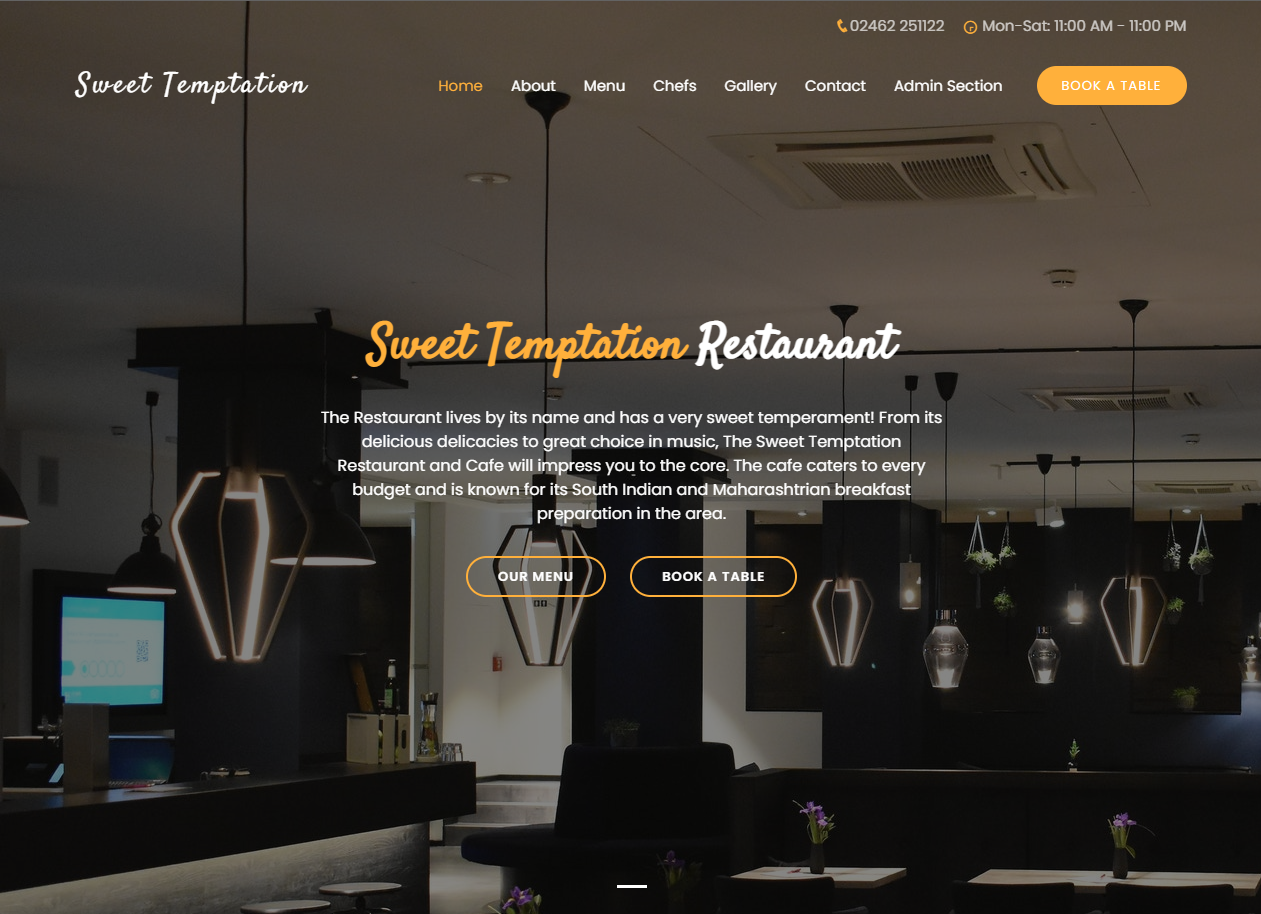 02462 251122 Mon-Sat: 11:00 AM - 11:00 PM
Sweet Temptation Home About Menu Chefs Gallery Contact Admin Section BOOK A TABLE
Sweet Temptation Restaurant
The Restaurant lives by its name and has a very sweet temperament! From its
delicious delicacies to great choice in music, The Sweet Temptation
Restaurant and Cafe will impress you to the core. The cafe caters to every
budget and is known for its South Indian and Maharashtrian breakfast
preparation in the area.
OUR MENU BOOK A TABLE